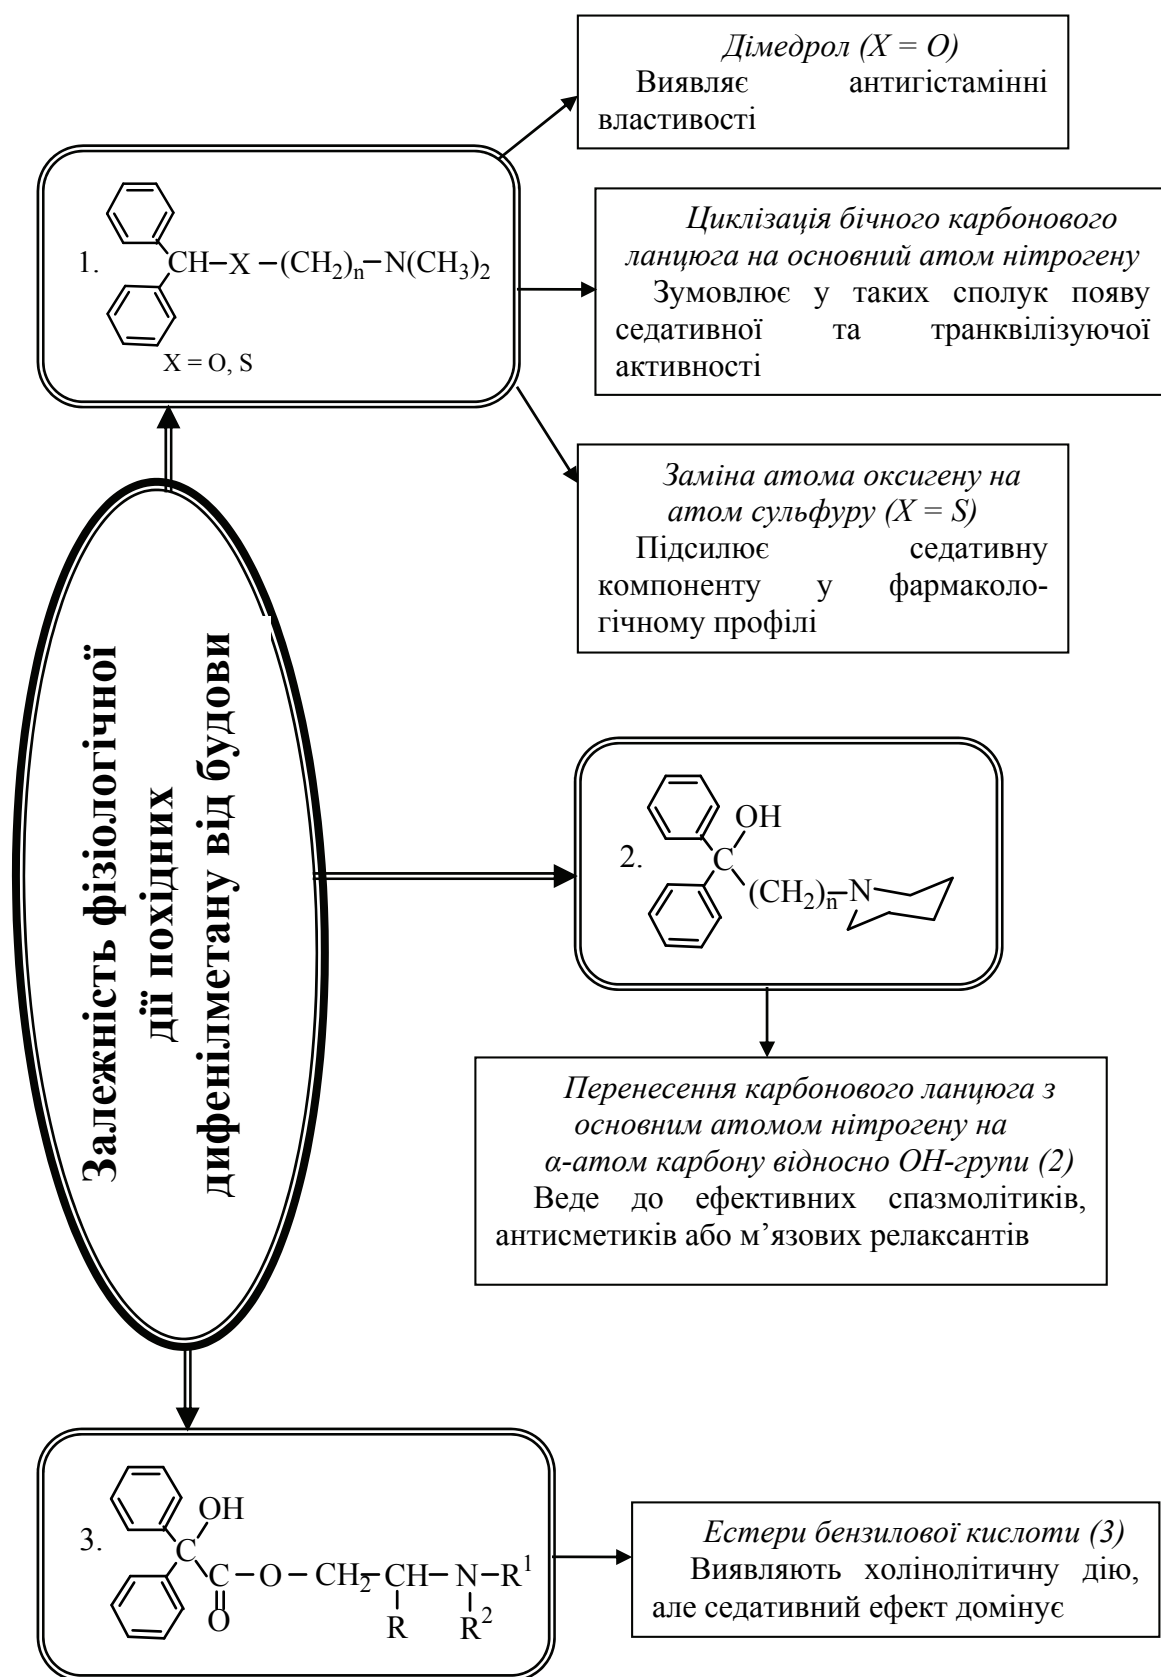 Дімедрол (X = O)
Виявляє антигістамінні
властивості
1.
CH–X–(CH₂)ₙ–N(CH₃)₂
X = O, S
Циклізація бічного карбонового
ланцюга на основний атом нітрогену
Зумовлює у таких сполук появу
седативної та транквілізуючої
активності
Заміна атома оксигену на
атом сульфуру (X = S)
Підсилює седативну
компоненту у фармаколо-
гічному профілі
Залежність фізіологічної
дії похідних
дифенілметану від будови
2.
OH
C
(CH₂)ₙ–N
Перенесення карбонового ланцюга з
основним атомом нітрогену на
α-атом карбону відносно ОН-групи (2)
Веде до ефективних спазмолітиків,
антисметиків або м’язових релаксантів
3.
OH
C
C–O–CH₂–CH–N–R¹
O
R
R²
Естери бензилової кислоти (3)
Виявляють холінолітичну дію,
але седативний ефект домінує